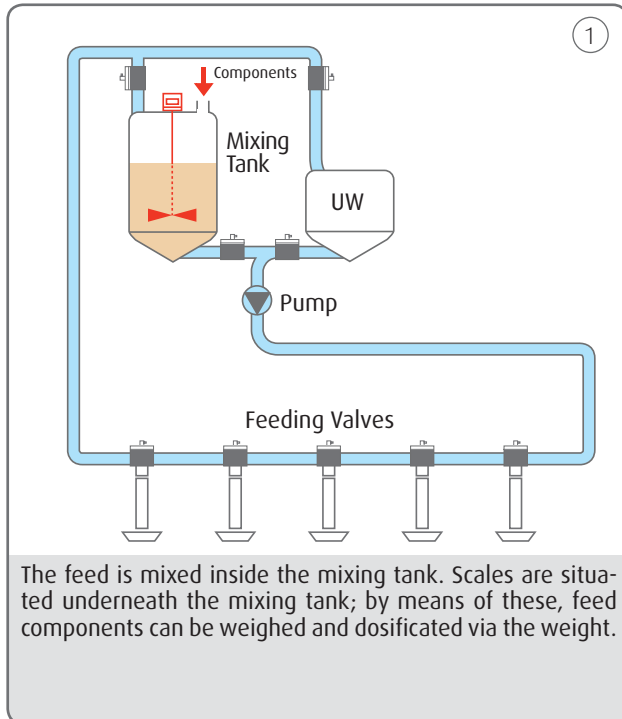 1
Components
Mixing
Tank
UW
Pump
Feeding Valves
The feed is mixed inside the mixing tank. Scales are situa-
ted underneath the mixing tank; by means of these, feed
components can be weighed and dosificated via the weight.